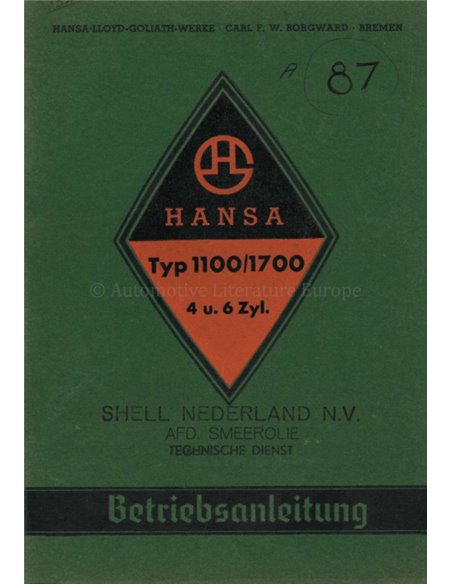 HANSA-LLOYD-GOLIATH-WERKE · CARL F. W. BORGWARD · BREMEN
A 87
HANSA
Typ 1100/1700
© Automotive Literature Europe
4 u. 6 Zyl.
SHELL NEDERLAND N.V.
AFD. SMEEROLIE
TECHNISCHE DIENST
Betriebsanleitung